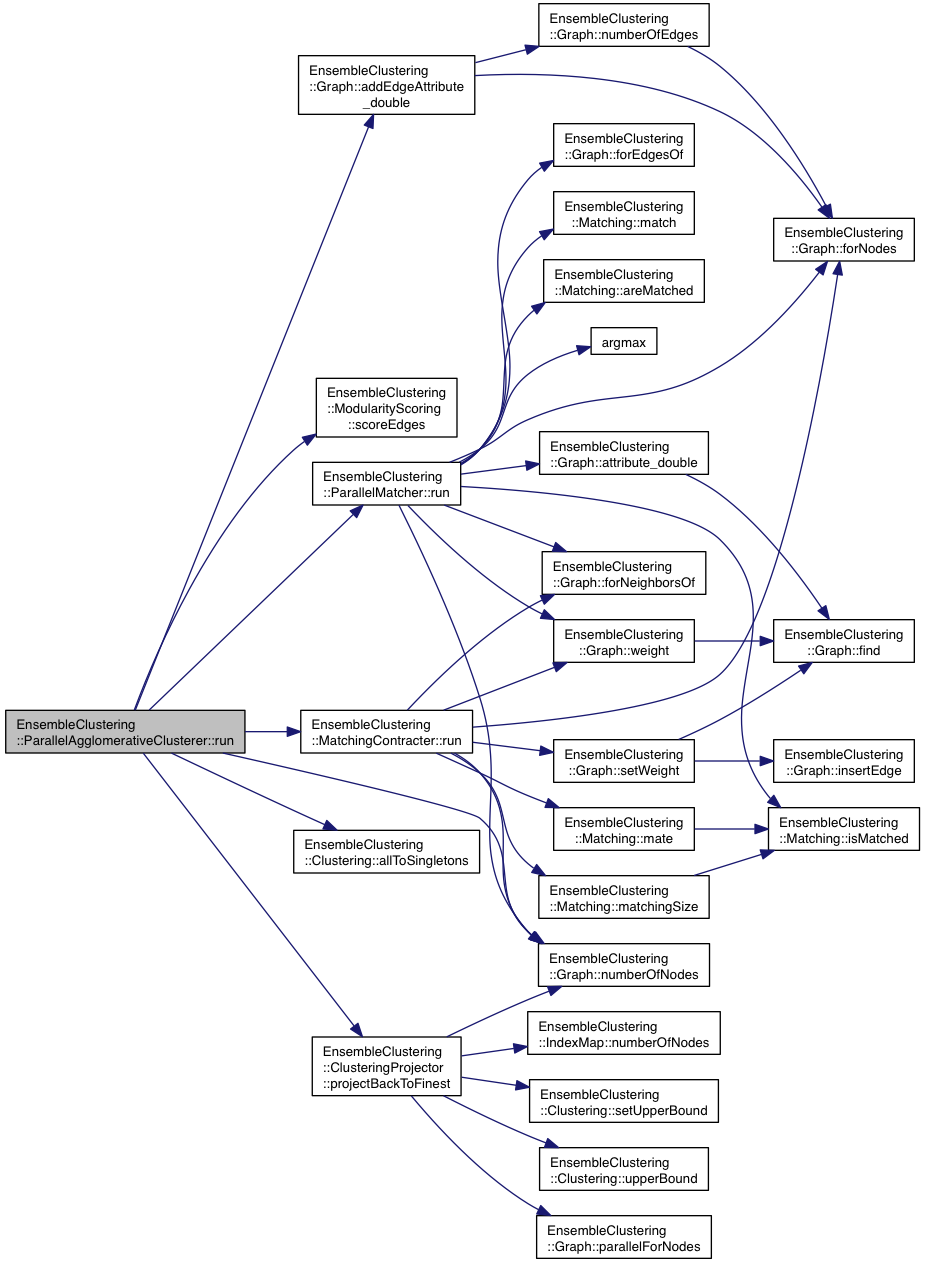 EnsembleClustering
::Graph::numberOfEdges
EnsembleClustering
::Graph::addEdgeAttribute
_double
EnsembleClustering
::Graph::forEdgesOf
EnsembleClustering
::Matching::match
EnsembleClustering
::Graph::forNodes
EnsembleClustering
::Matching::areMatched
argmax
EnsembleClustering
::ModularityScoring
::scoreEdges
EnsembleClustering
::Graph::attribute_double
EnsembleClustering
::ParallelMatcher::run
EnsembleClustering
::Graph::forNeighborsOf
EnsembleClustering
::Graph::weight
EnsembleClustering
::Graph::find
EnsembleClustering
::ParallelAgglomerativeClusterer::run
EnsembleClustering
::MatchingContracter::run
EnsembleClustering
::Graph::setWeight
EnsembleClustering
::Graph::insertEdge
EnsembleClustering
::Matching::mate
EnsembleClustering
::Matching::isMatched
EnsembleClustering
::Clustering::allToSingletons
EnsembleClustering
::Matching::matchingSize
EnsembleClustering
::Graph::numberOfNodes
EnsembleClustering
::IndexMap::numberOfNodes
EnsembleClustering
::ClusteringProjector
::projectBackToFinest
EnsembleClustering
::Clustering::setUpperBound
EnsembleClustering
::Clustering::upperBound
EnsembleClustering
::Graph::parallelForNodes